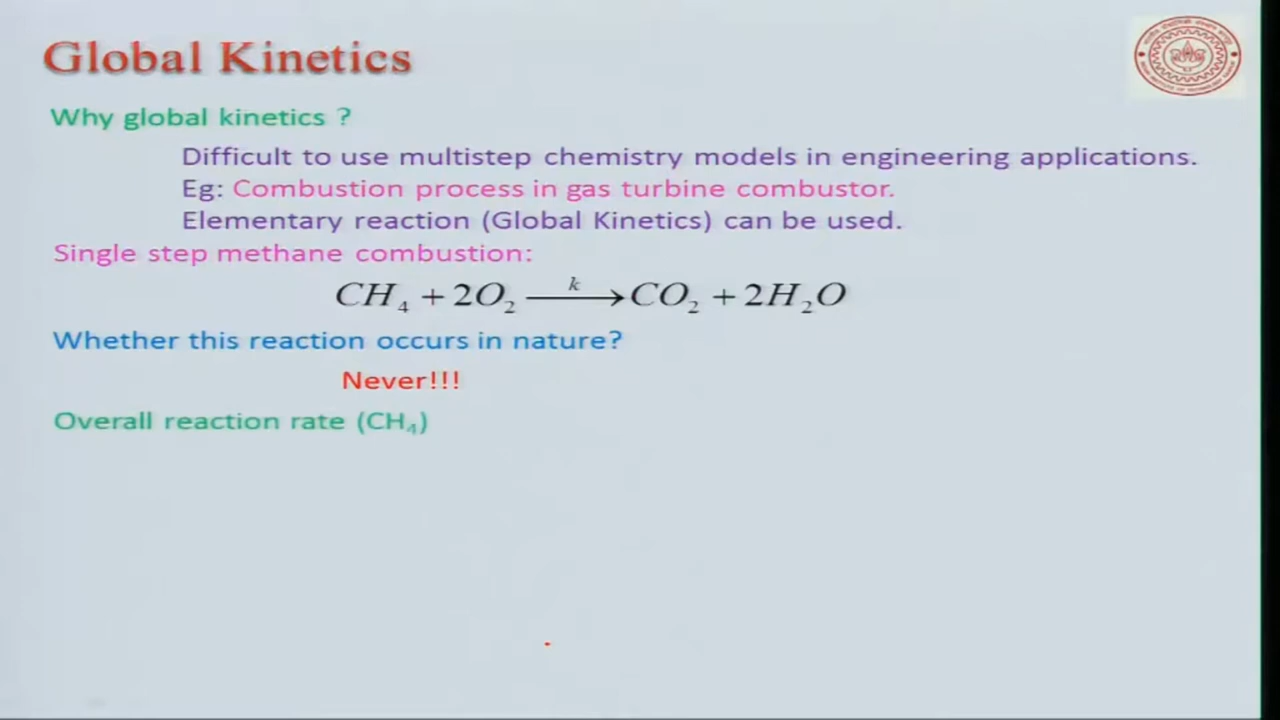 Global Kinetics
Why global kinetics ?
Difficult to use multistep chemistry models in engineering applications.
Eg: Combustion process in gas turbine combustor.
Elementary reaction (Global Kinetics) can be used.
Single step methane combustion:
CH₄ + 2O₂ —k→ CO₂ + 2H₂O
Whether this reaction occurs in nature?
Never!!!
Overall reaction rate (CH₄)